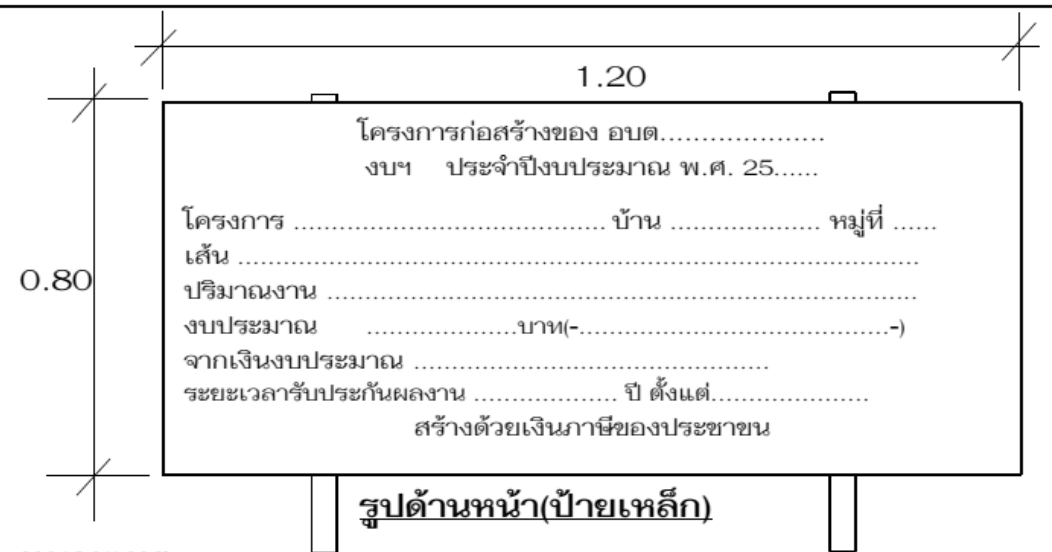 1.20
โครงการก่อสร้างของ อบต.....................
งบฯ ประจำปีงบประมาณ พ.ศ. 25......
โครงการ ........................................ บ้าน ................... หมู่ที่ ......
เส้น .......................................................................................
0.80
ปริมาณงาน ...........................................................................
งบประมาณ ...................บาท(-.......................................-)
จากเงินงบประมาณ .............................................
ระยะเวลารับประกันผลงาน .................. ปี ตั้งแต่....................
สร้างด้วยเงินภาษีของประชาขน
รูปด้านหน้า(ป้ายเหล็ก)